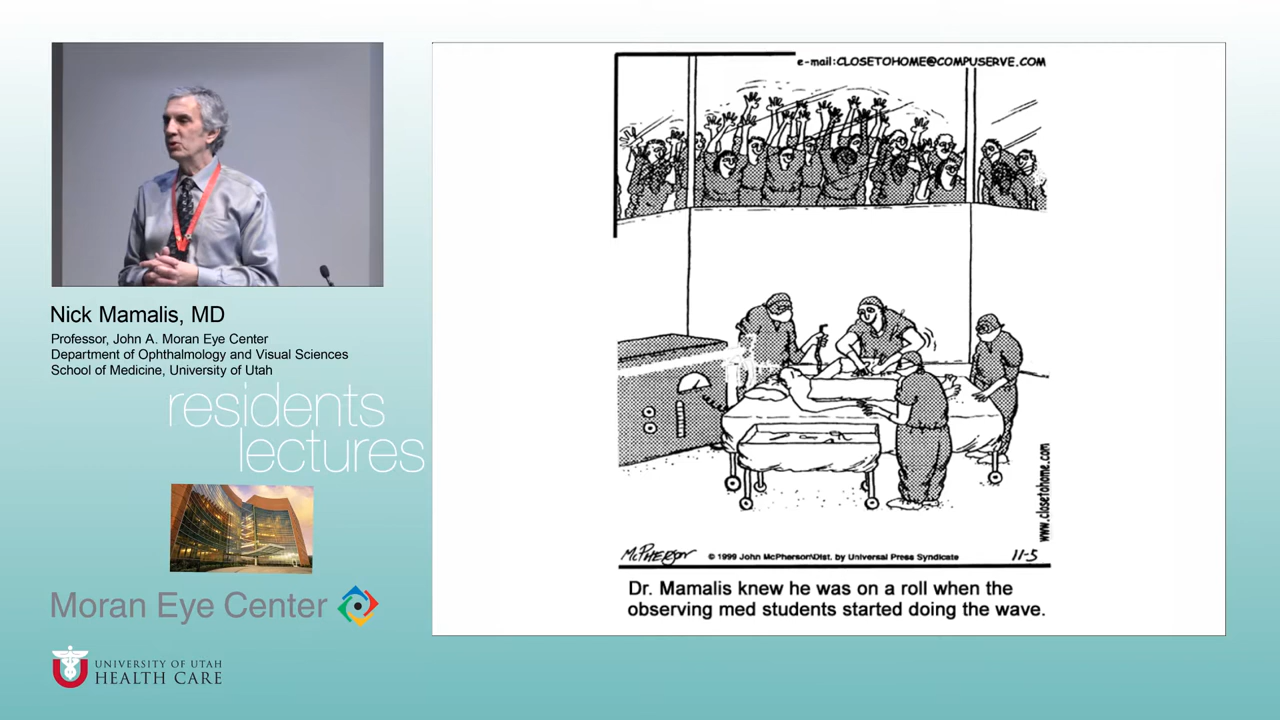 Nick Mamalis, MD
Professor, John A. Moran Eye Center
Department of Ophthalmology and Visual Sciences
School of Medicine, University of Utah
residents
lectures
Moran Eye Center
UNIVERSITY OF UTAH
HEALTH CARE
e-mail:CLOSETOHOME@COMPUSERVE.COM
www.closetohome.com
McPHERSON © 1999 John McPherson/Dist. by Universal Press Syndicate 11-5
Dr. Mamalis knew he was on a roll when the
observing med students started doing the wave.